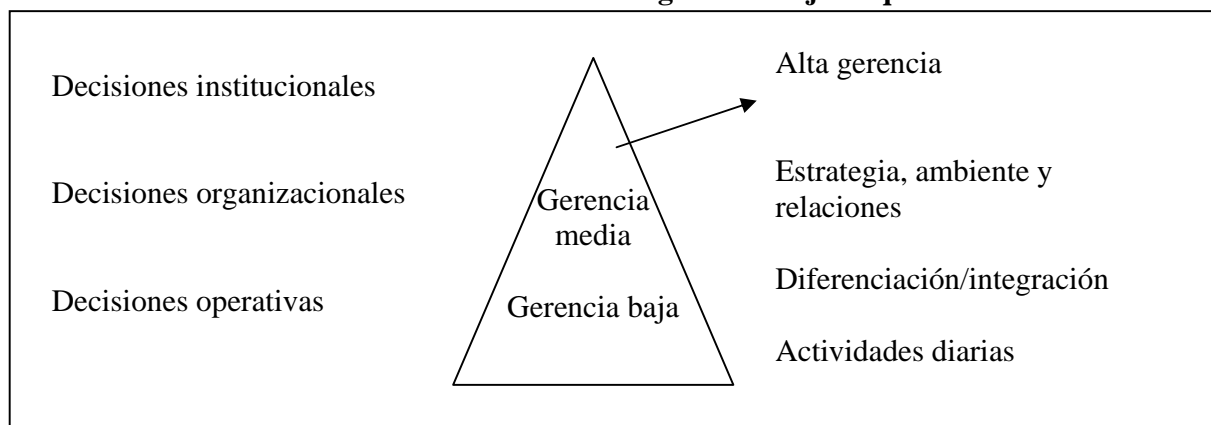 Decisiones institucionales
Decisiones organizacionales
Decisiones operativas
Gerencia
media
Gerencia baja
Alta gerencia
Estrategia, ambiente y
relaciones
Diferenciación/integración
Actividades diarias